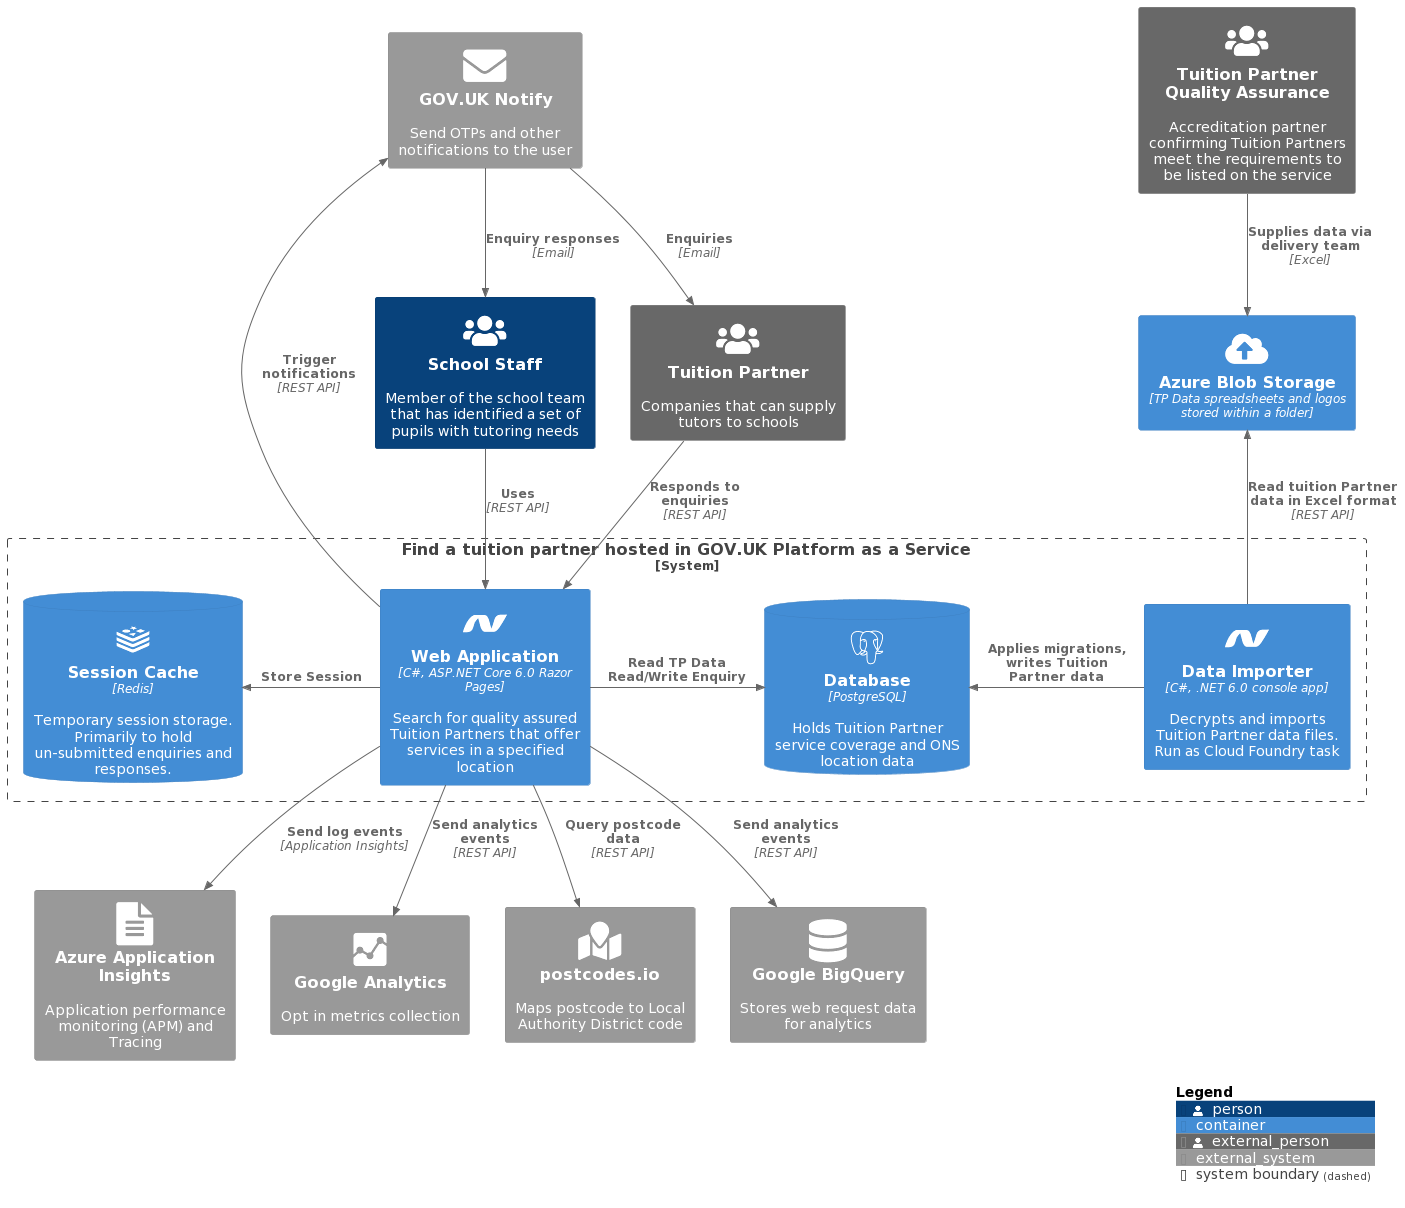 GOV.UK Notify
Send OTPs and other
notifications to the user
Tuition Partner
Quality Assurance
Accreditation partner
confirming Tuition Partners
meet the requirements to
be listed on the service
Enquiry responses
[Email]
Enquiries
[Email]
Supplies data via
delivery team
[Excel]
Trigger
notifications
[REST API]
School Staff
Member of the school team
that has identified a set of
pupils with tutoring needs
Tuition Partner
Companies that can supply
tutors to schools
Azure Blob Storage
[TP Data spreadsheets and logos
stored within a folder]
Uses
[REST API]
Responds to
enquiries
[REST API]
Read tuition Partner
data in Excel format
[REST API]
Find a tuition partner hosted in GOV.UK Platform as a Service
[System]
Session Cache
[Redis]
Temporary session storage.
Primarily to hold
un-submitted enquiries and
responses.
Store Session
Web Application
[C#, ASP.NET Core 6.0 Razor
Pages]
Search for quality assured
Tuition Partners that offer
services in a specified
location
Read TP Data
Read/Write Enquiry
Database
[PostgreSQL]
Holds Tuition Partner
service coverage and ONS
location data
Applies migrations,
writes Tuition
Partner data
Data Importer
[C#, .NET 6.0 console app]
Decrypts and imports
Tuition Partner data files.
Run as Cloud Foundry task
Send log events
[Application Insights]
Send analytics
events
[REST API]
Query postcode
data
[REST API]
Send analytics
events
[REST API]
Azure Application
Insights
Application performance
monitoring (APM) and
Tracing
Google Analytics
Opt in metrics collection
postcodes.io
Maps postcode to Local
Authority District code
Google BigQuery
Stores web request data
for analytics
Legend
person
container
external_person
external_system
system boundary (dashed)